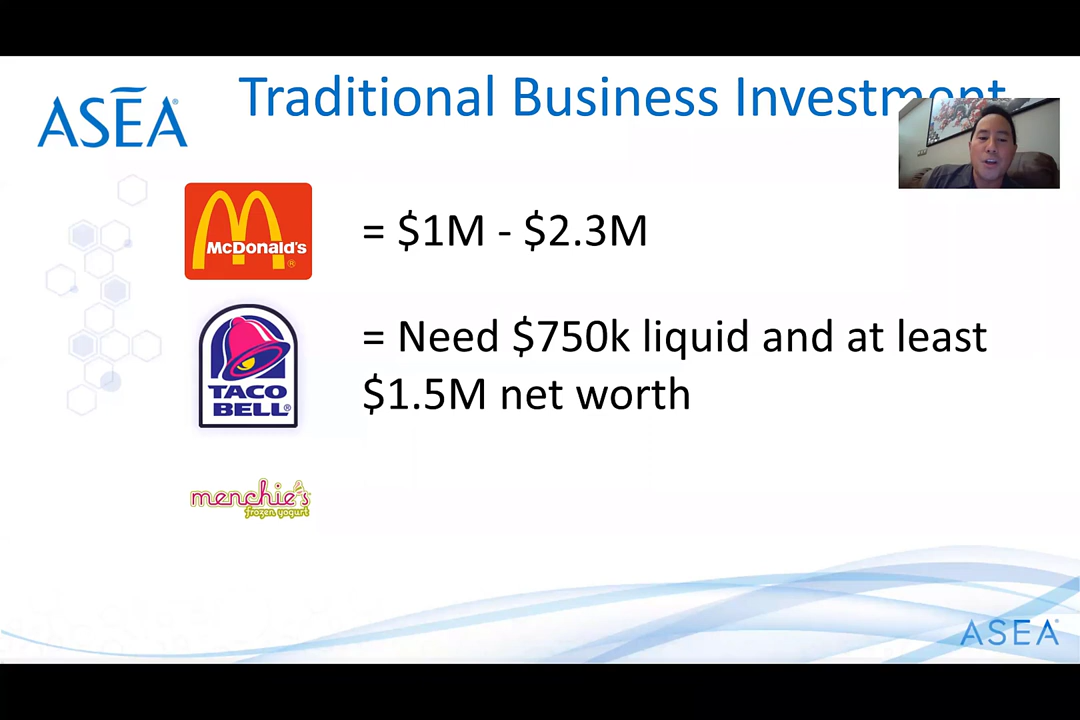 ASEA
Traditional Business Investment
McDonald's
= $1M - $2.3M
TACO
BELL
= Need $750k liquid and at least
$1.5M net worth
menchie's
frozen yogurt
ASEA